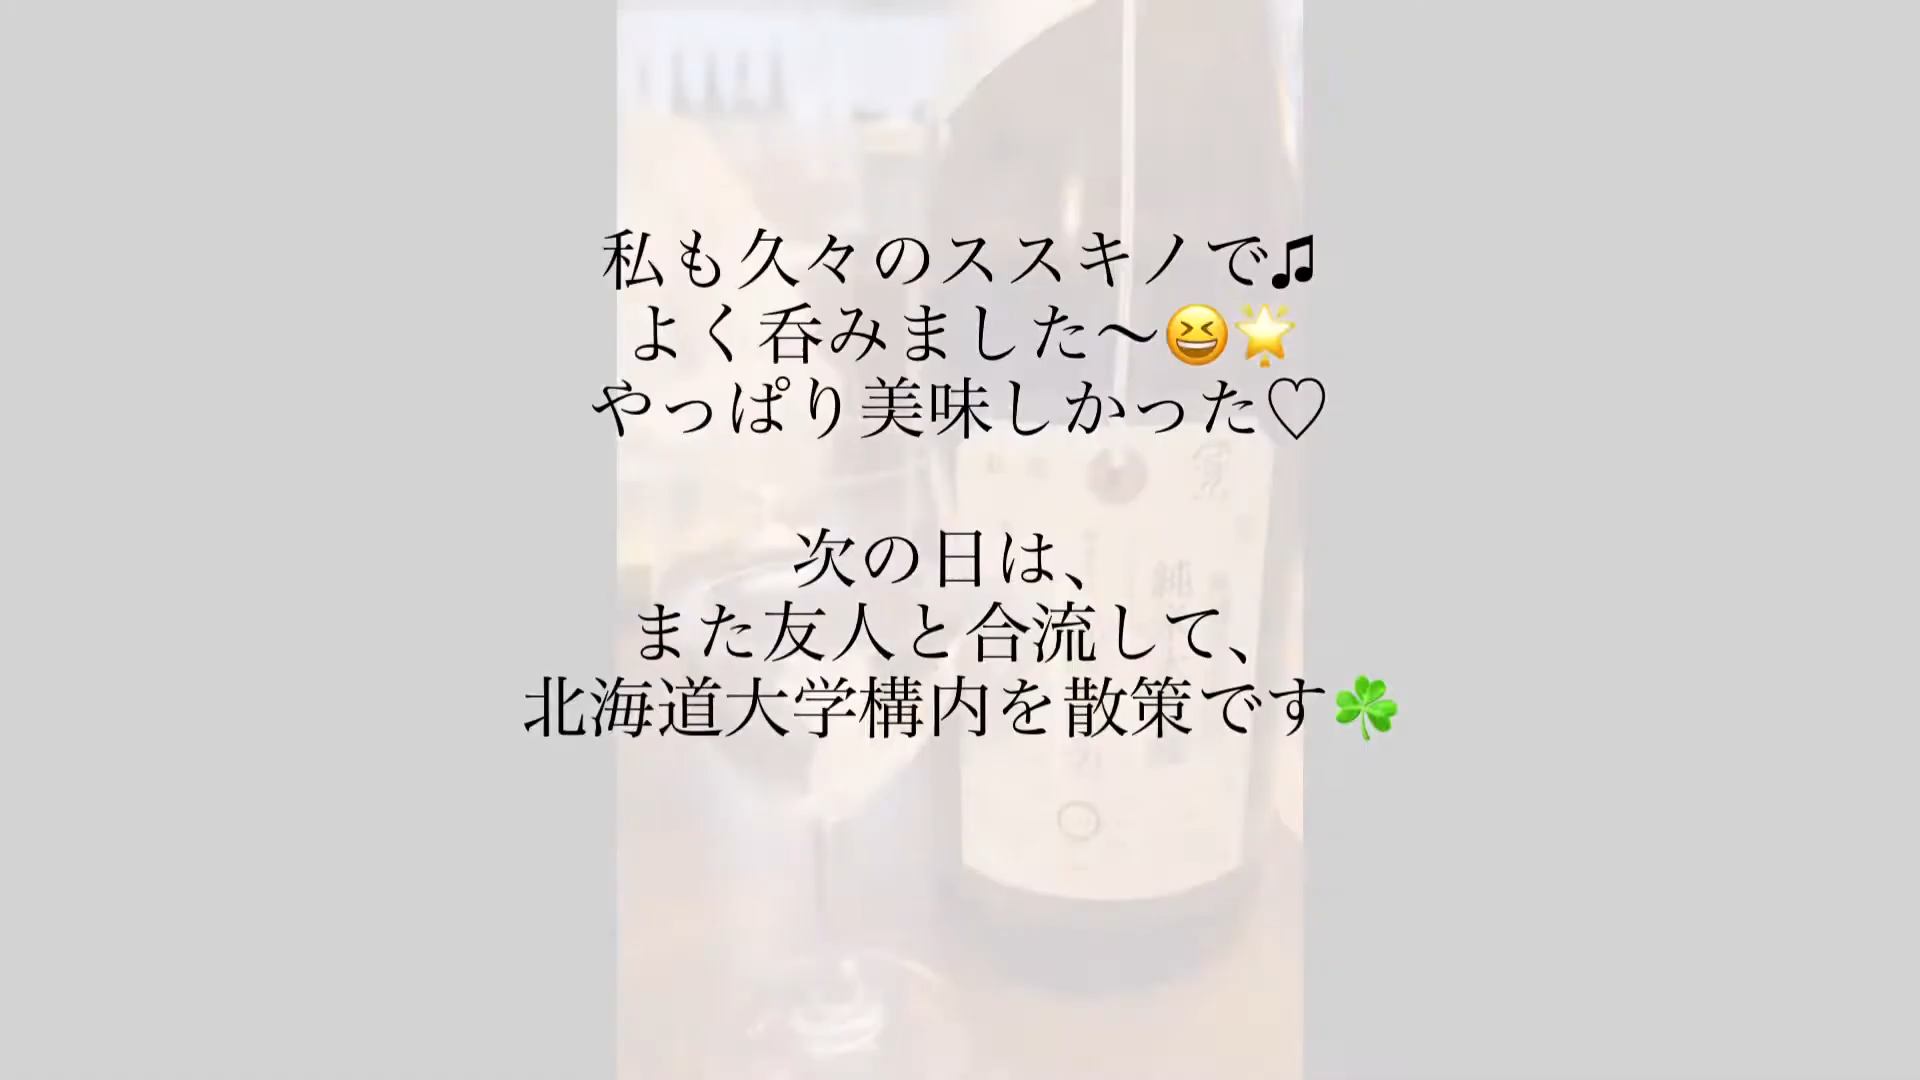 私も久々のススキノで♫
よく呑みました〜😆🌟
やっぱり美味しかった♡
次の日は、
また友人と合流して、
北海道大学構内を散策です☘️